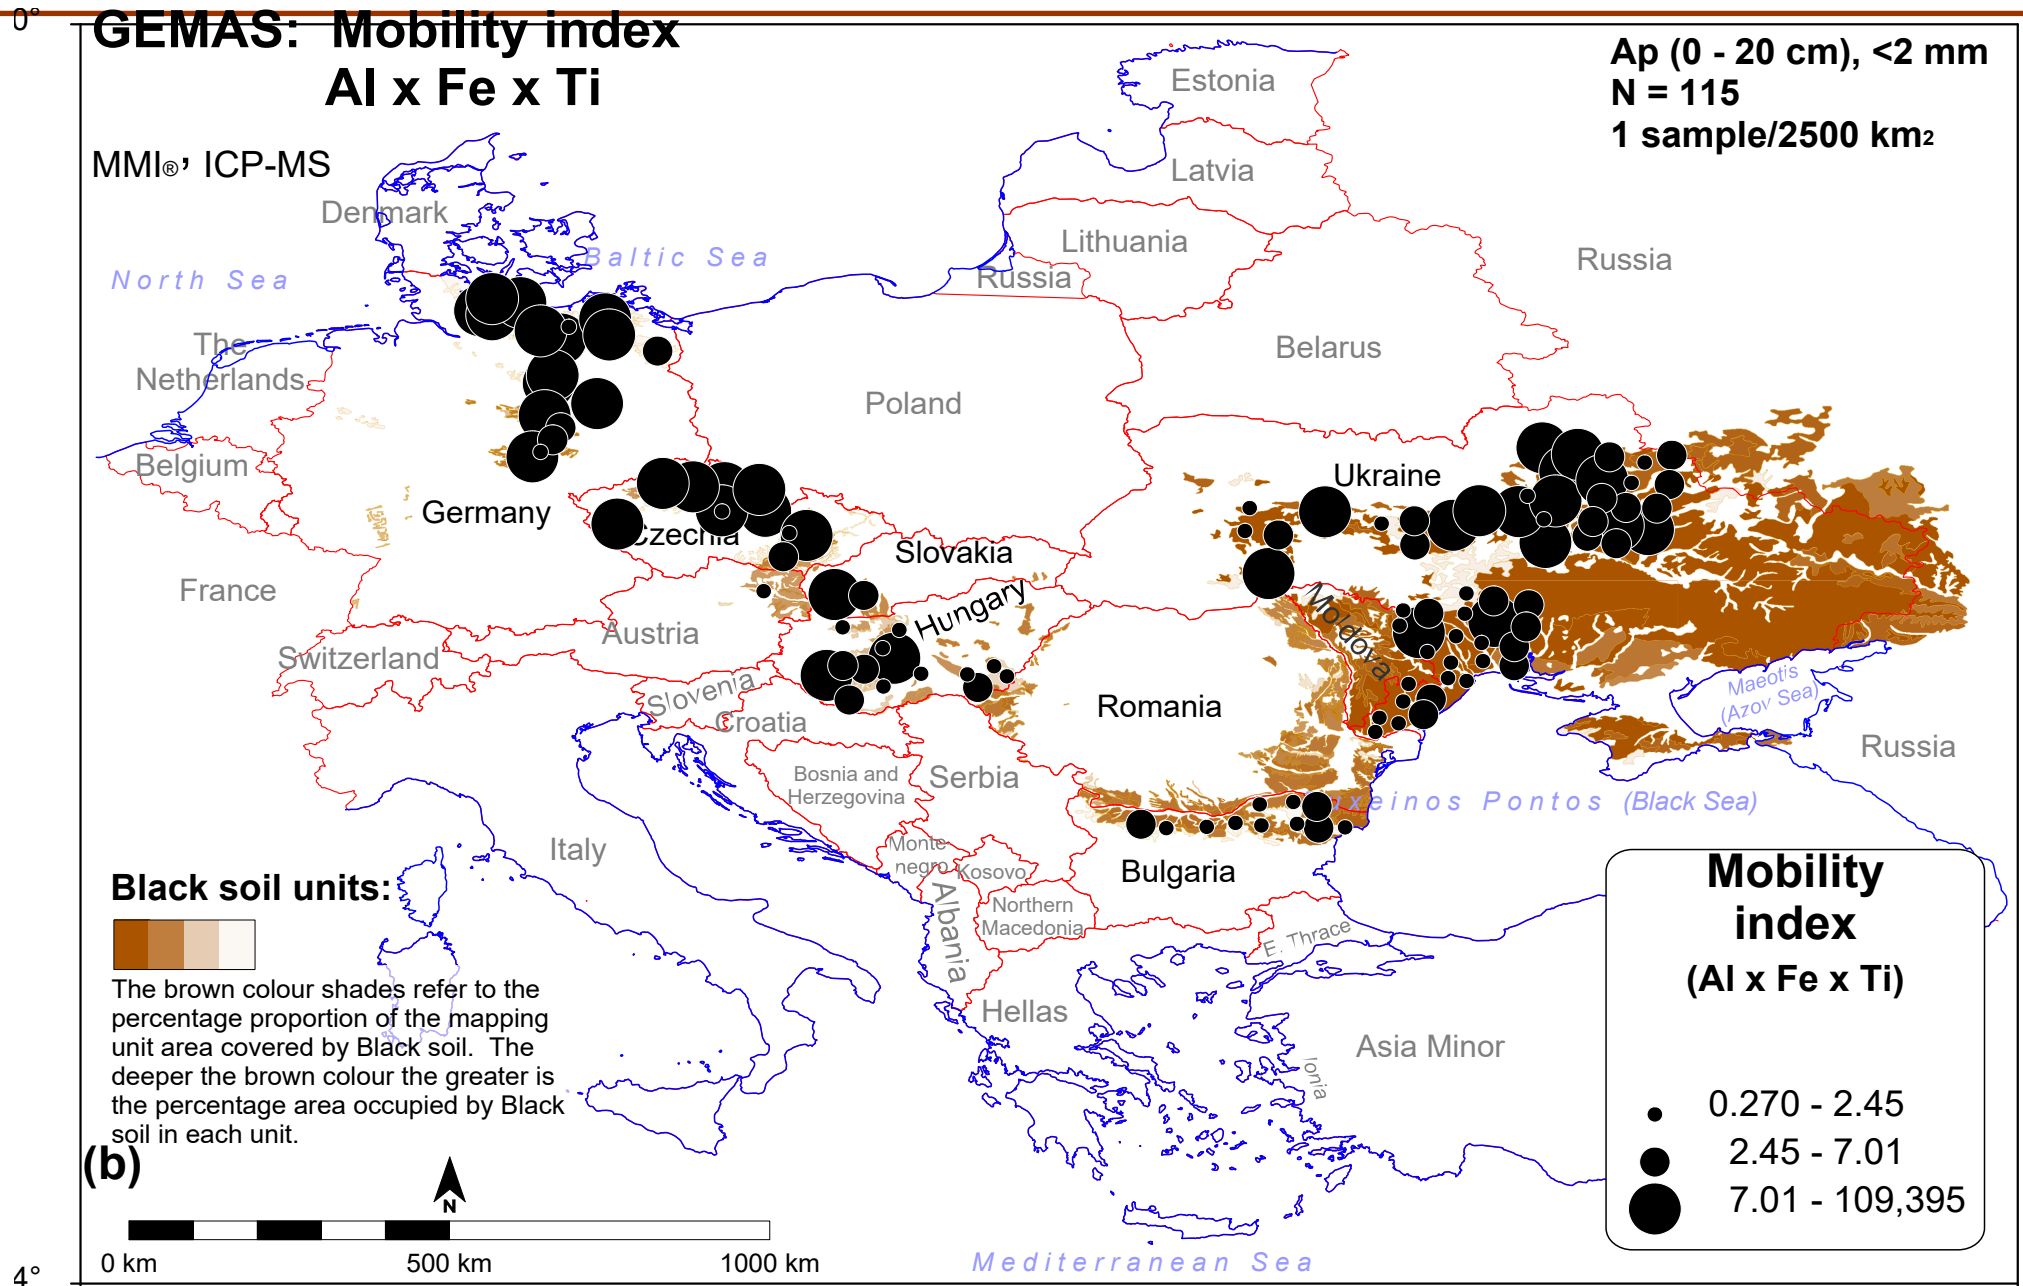 0°
GEMAS: Mobility index
Al x Fe x Ti
Ap (0 - 20 cm), <2 mm
N = 115
1 sample/2500 km2
MMI®, ICP-MS
Estonia
Latvia
Denmark
Lithuania
Baltic Sea
North Sea
Russia
Russia
The
Netherlands
Belarus
Poland
Belgium
Ukraine
Germany
Czechia
Slovakia
France
Hungary
Moldova
Austria
Switzerland
Slovenia
Croatia
Romania
Maeotis
(Azov Sea)
Russia
Bosnia and
Herzegovina
Serbia
xeinos Pontos (Black Sea)
Italy
Monte
negro
Kosovo
Bulgaria
Albania
Northern
Macedonia
E. Thrace
Hellas
Asia Minor
Ionia
Mediterranean Sea
Black soil units:
The brown colour shades refer to the
percentage proportion of the mapping
unit area covered by Black soil. The
deeper the brown colour the greater is
the percentage area occupied by Black
soil in each unit.
(b)
N
0 km
500 km
1000 km
4°
Mobility
index
(Al x Fe x Ti)
0.270 - 2.45
2.45 - 7.01
7.01 - 109,395